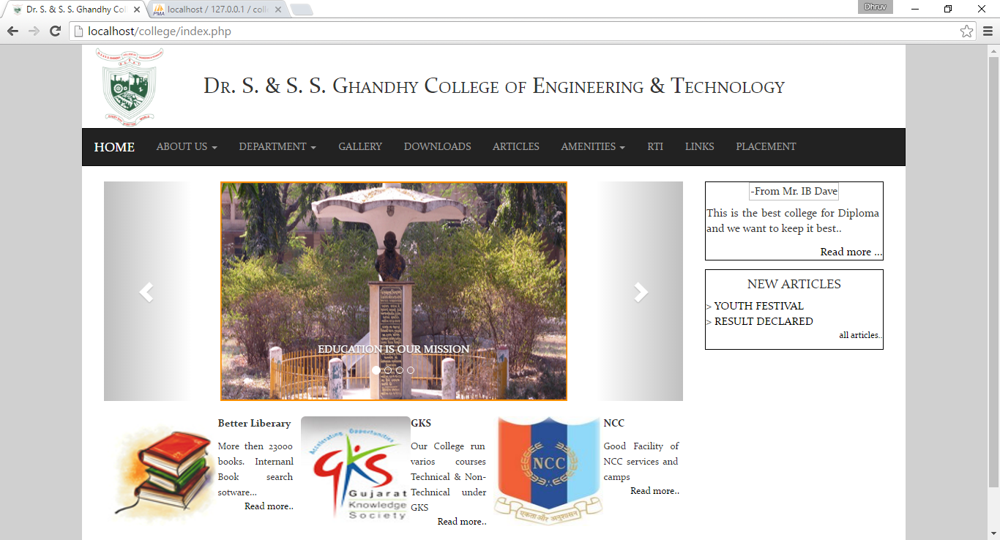 Dr. S. & S. S. Ghandhy Col
localhost / 127.0.0.1 / coll
Dhruv
localhost/college/index.php
Dr. S. & S. S. Ghandhy College of Engineering & Technology
HOME ABOUT US DEPARTMENT GALLERY DOWNLOADS ARTICLES AMENITIES RTI LINKS PLACEMENT
EDUCATION IS OUR MISSION
-From Mr. IB Dave
This is the best college for Diploma
and we want to keep it best..
Read more ...
NEW ARTICLES
> YOUTH FESTIVAL
> RESULT DECLARED
all articles..
Better Liberary
More then 23000
books. Internanl
Book search
sotware...
Read more..
Accelerating Opportunities
GKS
Gujarat
Knowledge
Society
GKS
Our College run
varios courses
Technical & Non-
Technical under
GKS
Read more..
NCC
एकता और अनुशासन
NCC
Good Facility of
NCC services and
camps
Read more..